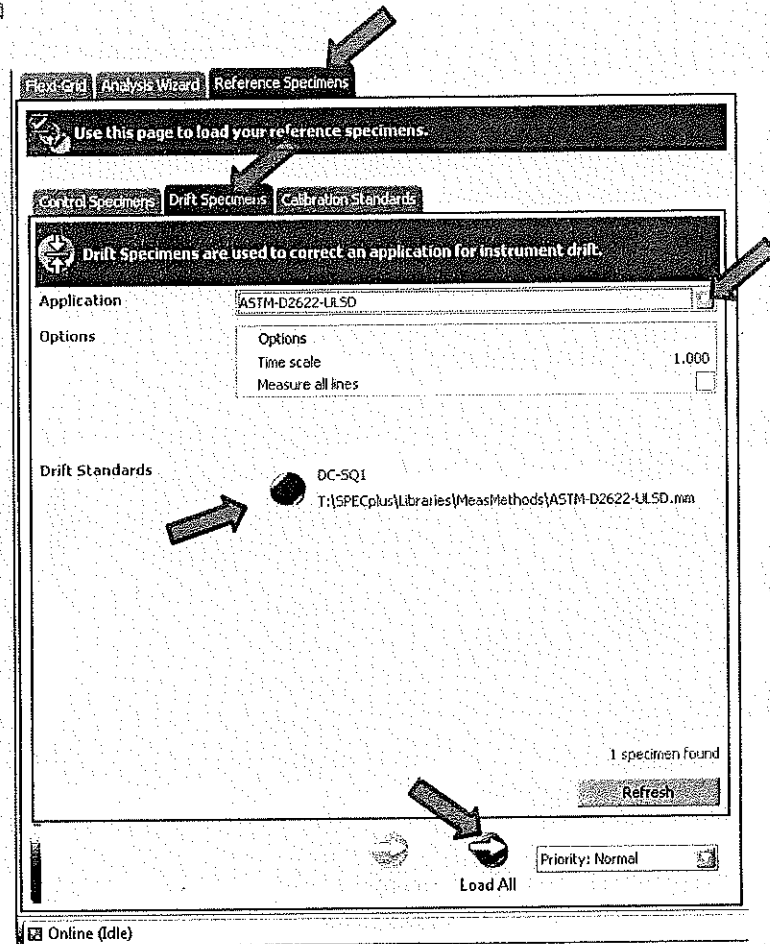 Flexi-Grid Analysis Wizard Reference Specimens
Use this page to load your reference specimens.
Control Specimens Drift Specimens Calibration Standards
Drift Specimens are used to correct an application for instrument drift.
Application ASTM-D2622-ULSD
Options Options
Time scale 1.000
Measure all lines
Drift Standards DC-SQ1
T:\SPECplus\Libraries\MeasMethods\ASTM-D2622-ULSD.mm
1 specimen found
Refresh
Priority: Normal
Load All
Online (Idle)